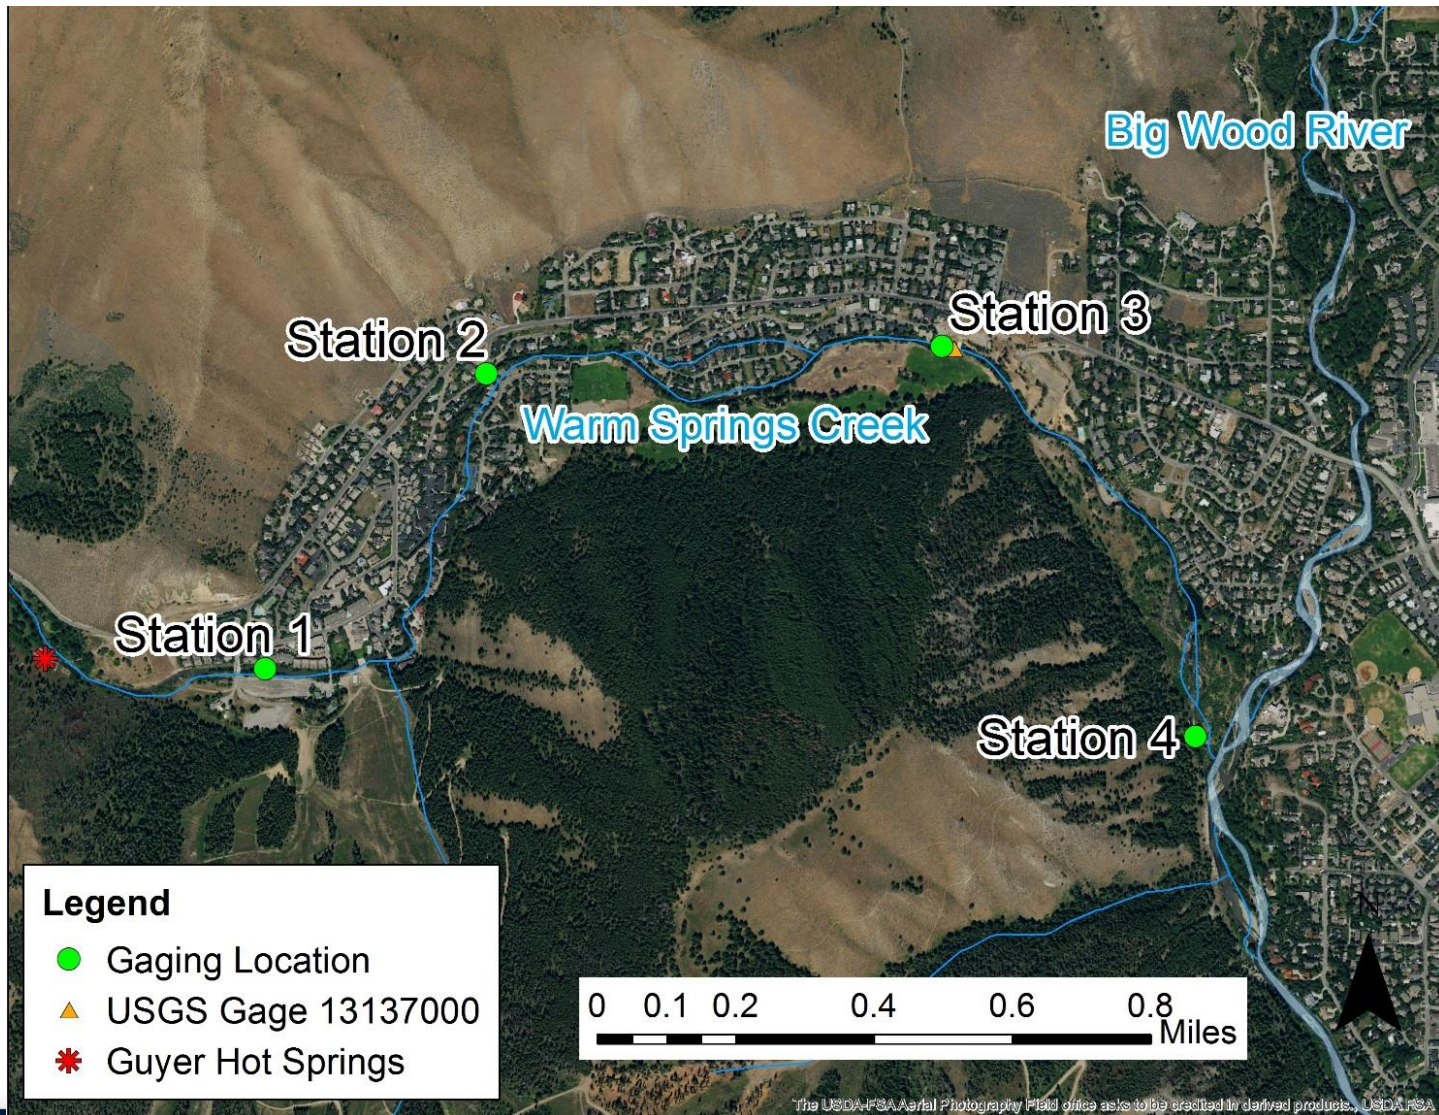 Big Wood River
Station 3
Station 2
Warm Springs Creek
Station 1
Station 4
Legend
Gaging Location
USGS Gage 13137000
Guyer Hot Springs
N
0 0.1 0.2 0.4 0.6 0.8
Miles
The USDA-FSA Aerial Photography Field office asks to be credited in derived products., USDA FSA